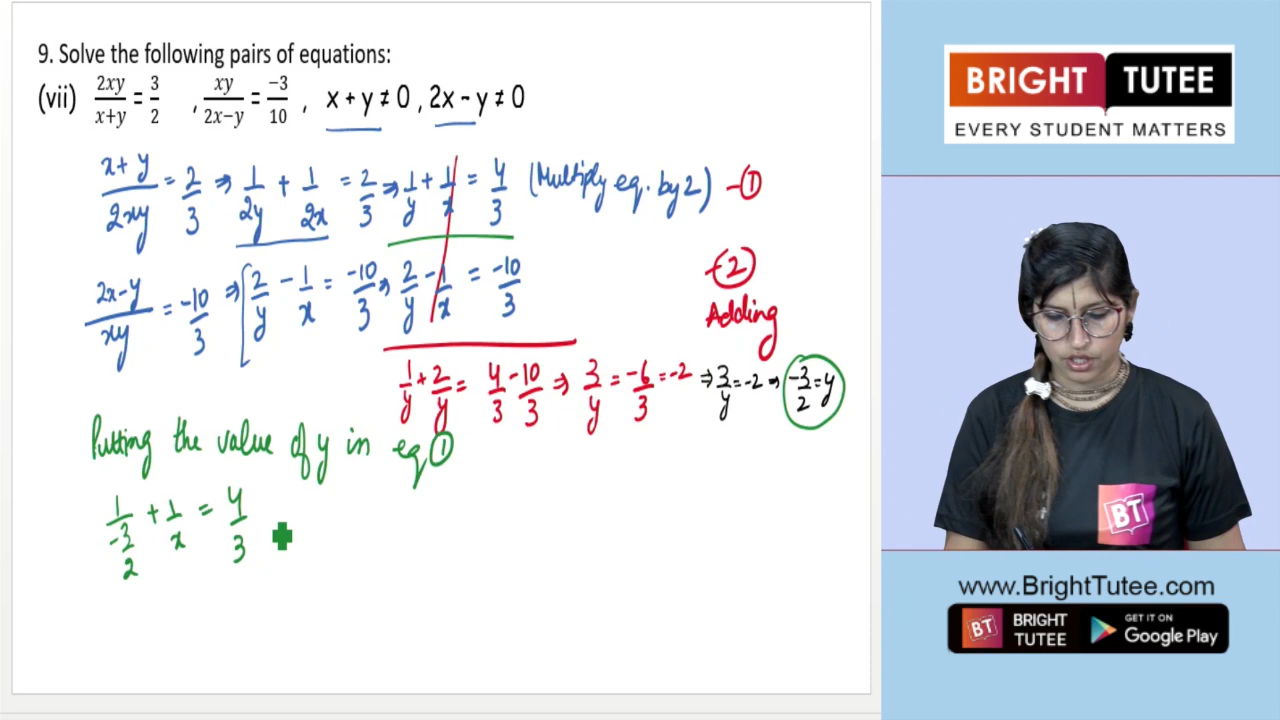 9. Solve the following pairs of equations:
(vii) 2xy/x+y = 3/2 , xy/2x−y = −3/10 , x + y ≠ 0 , 2x − y ≠ 0
x+y/2xy = 2/3 ⇒ 1/2y + 1/2x = 2/3 ⇒ 1/y + 1/x = 4/3 (Multiply eq. by 2) –①
2x−y/xy = −10/3 ⇒ [2/y − 1/x = −10/3 ⇒ 2/y − 1/x = −10/3 –②
Adding
1/y + 2/y = 4/3 − 10/3 ⇒ 3/y = −6/3 = −2 ⇒ 3/y = −2 ⇒ −3/2 = y
Putting the value of y in eq ①
1/−3/2 + 1/x = 4/3
BRIGHT TUTEE
EVERY STUDENT MATTERS
BT
www.BrightTutee.com
BT BRIGHT TUTEE
GET IT ON Google Play